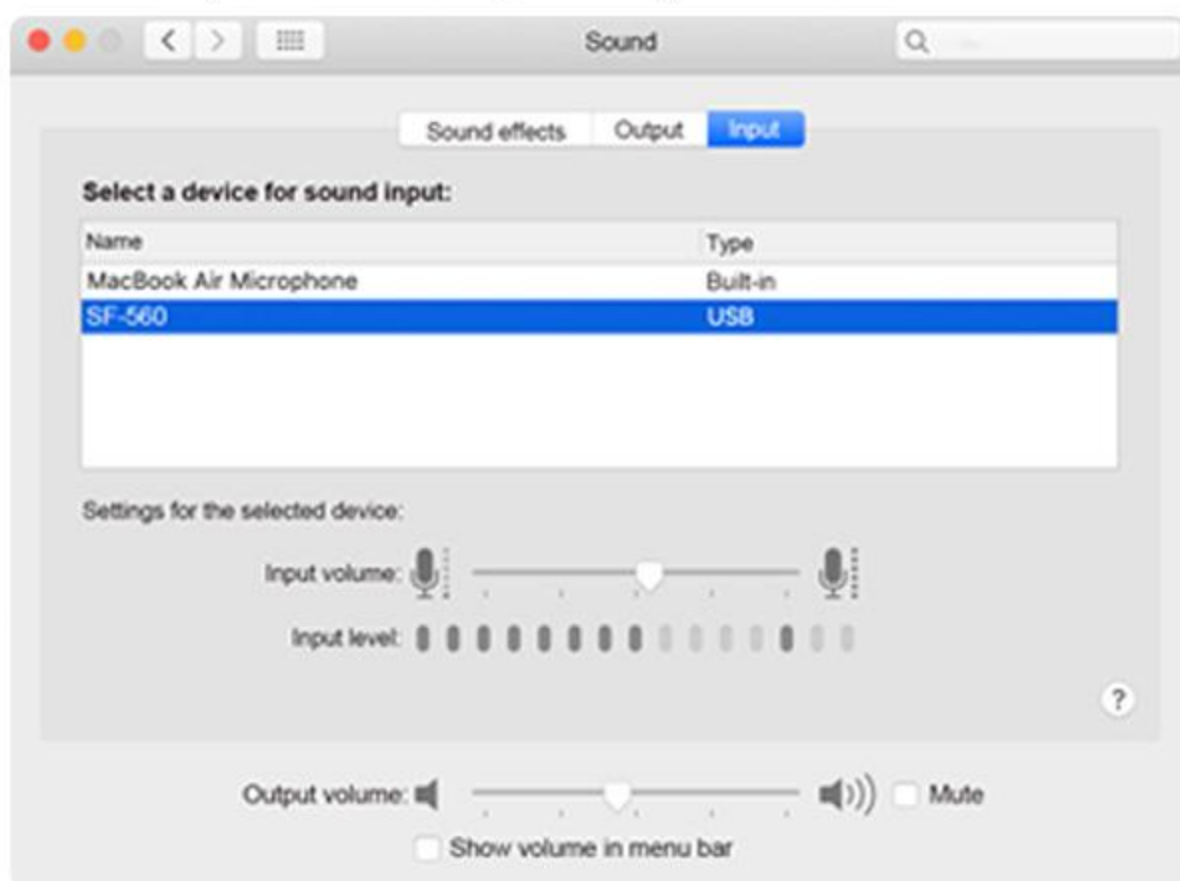 Sound
Sound effects Output Input
Select a device for sound input:
Name Type
MacBook Air Microphone Built-in
SF-560 USB
Settings for the selected device:
Input volume:
Input level:
?
Output volume: Mute
Show volume in menu bar